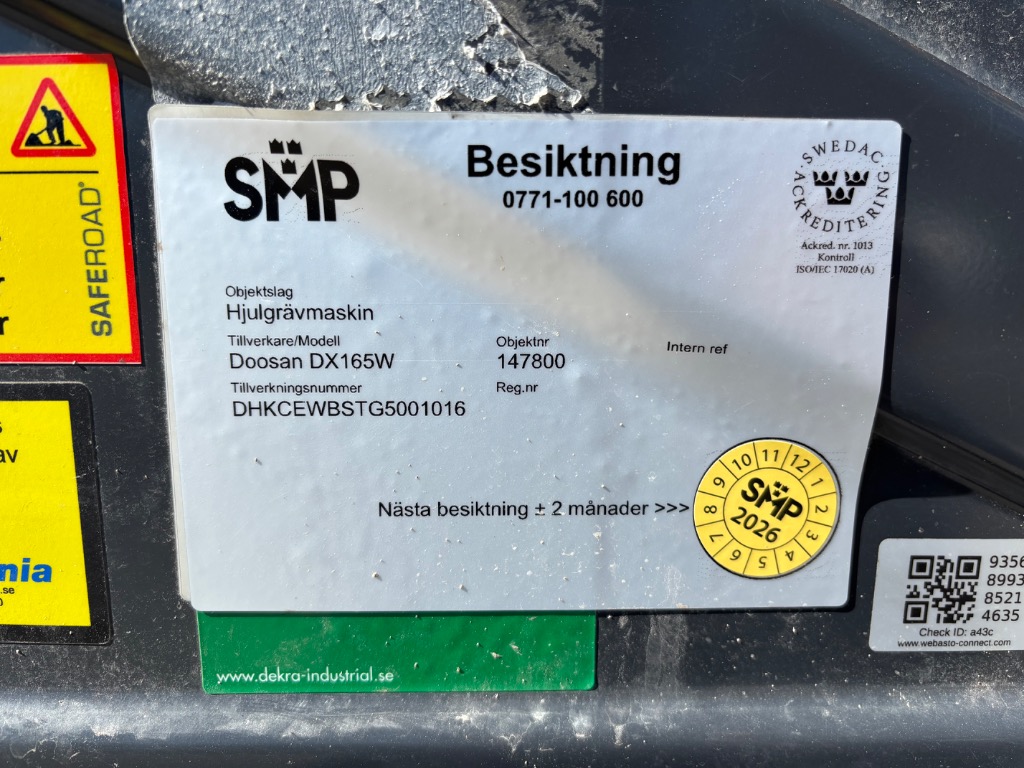 SMP
Besiktning
0771-100 600
SWEDAC
ACKREDITERING
Ackred. nr. 1013
Kontroll
ISO/IEC 17020 (A)
Objektslag
Hjulgrävmaskin
Tillverkare/Modell
Doosan DX165W
Objektnr
147800
Intern ref
Tillverkningsnummer
DHKCEWBSTG5001016
Reg.nr
Nästa besiktning ± 2 månader >>>
1 2 3 4 5 6 7 8 9 10 11 12
SMP
2026
www.dekra-industrial.se
SAFEROAD®
r
r
av
nia
.se
9356
8993
8521
4635
Check ID: a43c
www.webasto-connect.com